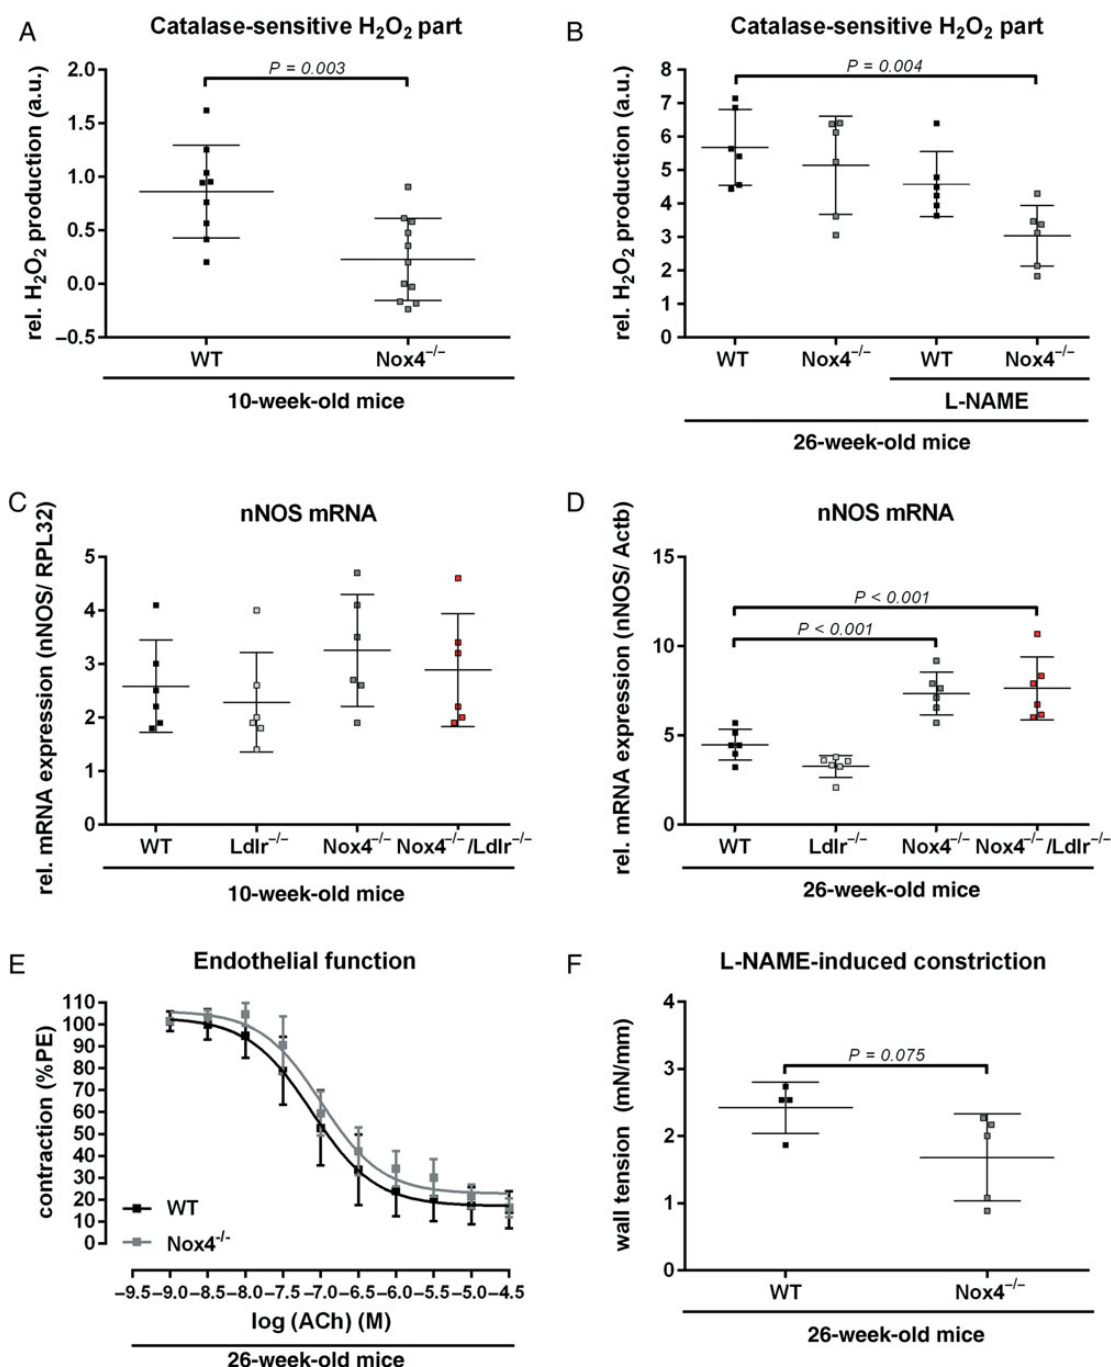 A
Catalase-sensitive H₂O₂ part
rel. H₂O₂ production (a.u.)
2.0
1.5
1.0
0.5
0.0
–0.5
P = 0.003
WT Nox4⁻/⁻
10-week-old mice
B
Catalase-sensitive H₂O₂ part
rel. H₂O₂ production (a.u.)
8
7
6
5
4
3
2
1
0
P = 0.004
WT Nox4⁻/⁻ WT Nox4⁻/⁻
L-NAME
26-week-old mice
C
nNOS mRNA
rel. mRNA expression (nNOS/ RPL32)
5
4
3
2
1
0
WT Ldlr⁻/⁻ Nox4⁻/⁻ Nox4⁻/⁻/Ldlr⁻/⁻
10-week-old mice
D
nNOS mRNA
rel. mRNA expression (nNOS/ Actb)
15
10
5
0
P < 0.001
P < 0.001
WT Ldlr⁻/⁻ Nox4⁻/⁻ Nox4⁻/⁻/Ldlr⁻/⁻
26-week-old mice
E
Endothelial function
contraction (%PE)
110
100
90
80
70
60
50
40
30
20
10
0
WT
Nox4⁻/⁻
–9.5 –9.0 –8.5 –8.0 –7.5 –7.0 –6.5 –6.0 –5.5 –5.0 –4.5
log (ACh) (M)
26-week-old mice
F
L-NAME-induced constriction
wall tension (mN/mm)
4
3
2
1
0
P = 0.075
WT Nox4⁻/⁻
26-week-old mice